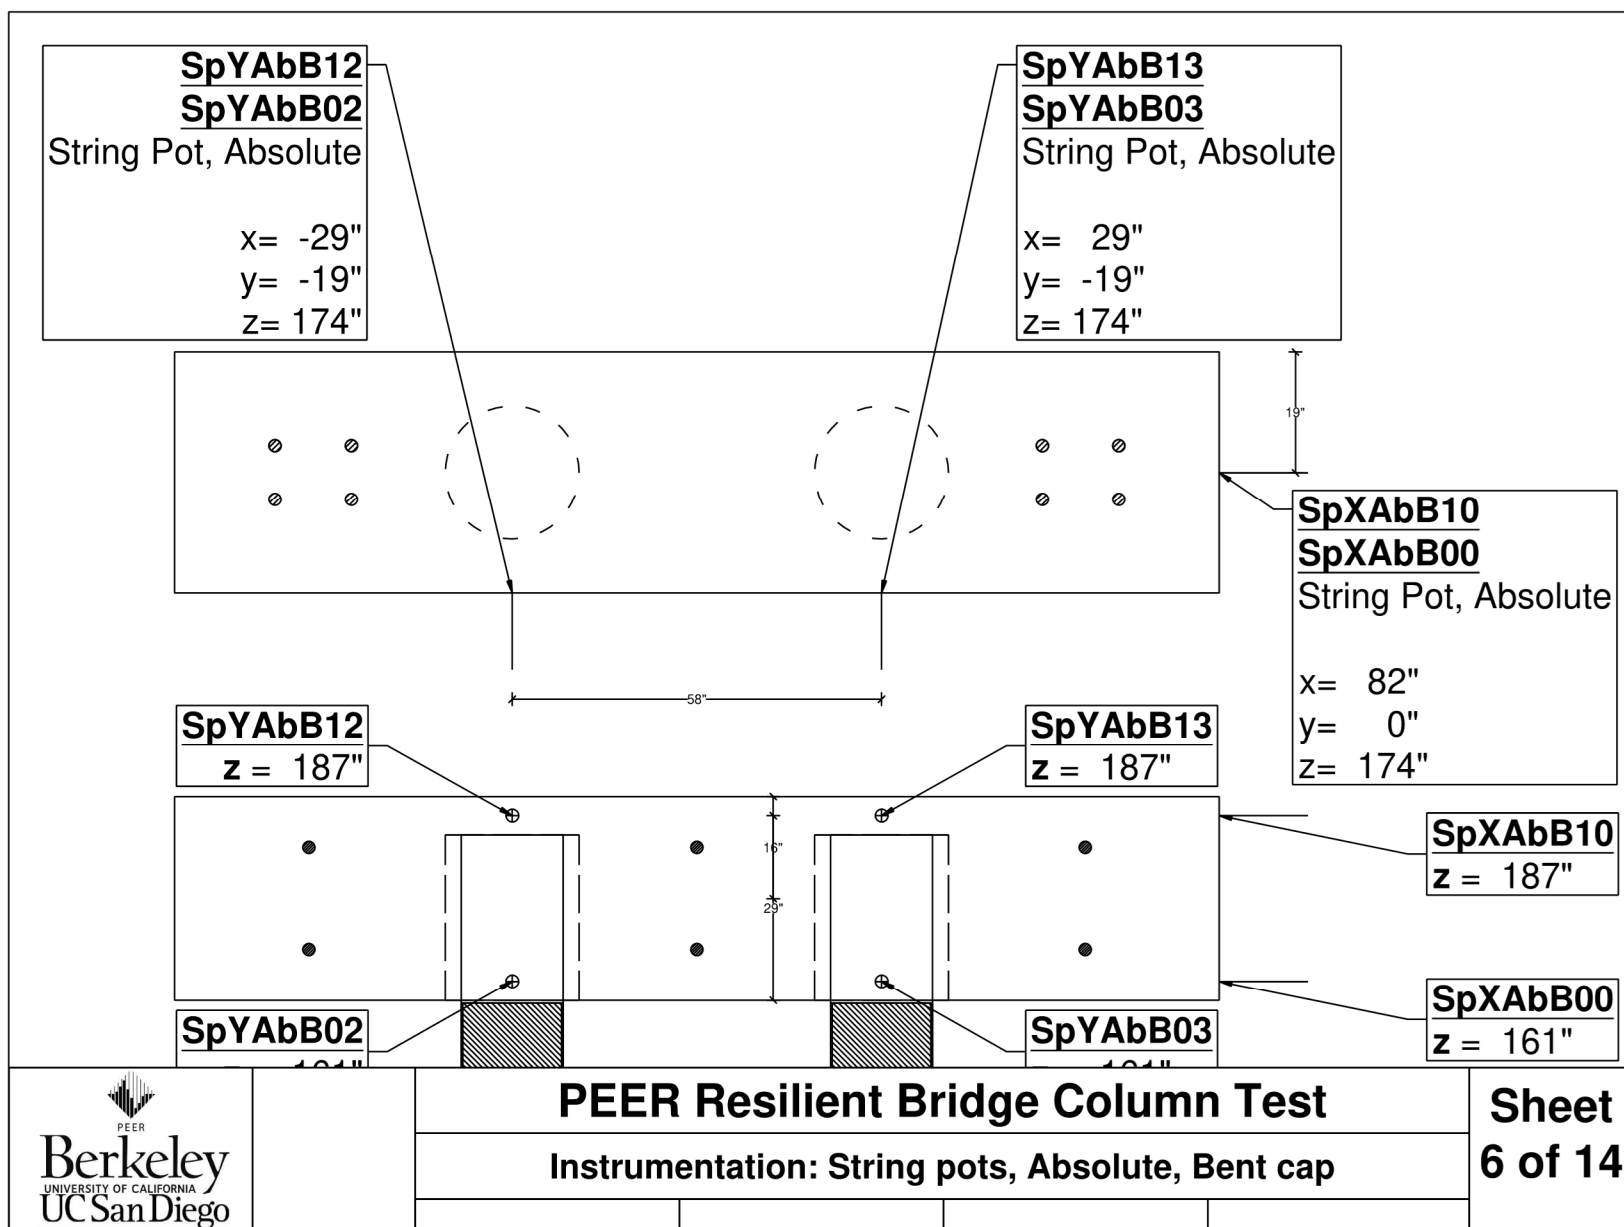 SpYAbB12
SpYAbB02
String Pot, Absolute
x= -29"
y= -19"
z= 174"
SpYAbB13
SpYAbB03
String Pot, Absolute
x= 29"
y= -19"
z= 174"
19"
SpXAbB10
SpXAbB00
String Pot, Absolute
x= 82"
y= 0"
z= 174"
58"
SpYAbB12
z = 187"
SpYAbB13
z = 187"
16"
29"
SpXAbB10
z = 187"
SpXAbB00
z = 161"
SpYAbB02
SpYAbB03
PEER
Berkeley
UNIVERSITY OF CALIFORNIA
UC San Diego
PEER Resilient Bridge Column Test
Instrumentation: String pots, Absolute, Bent cap
Sheet
6 of 14